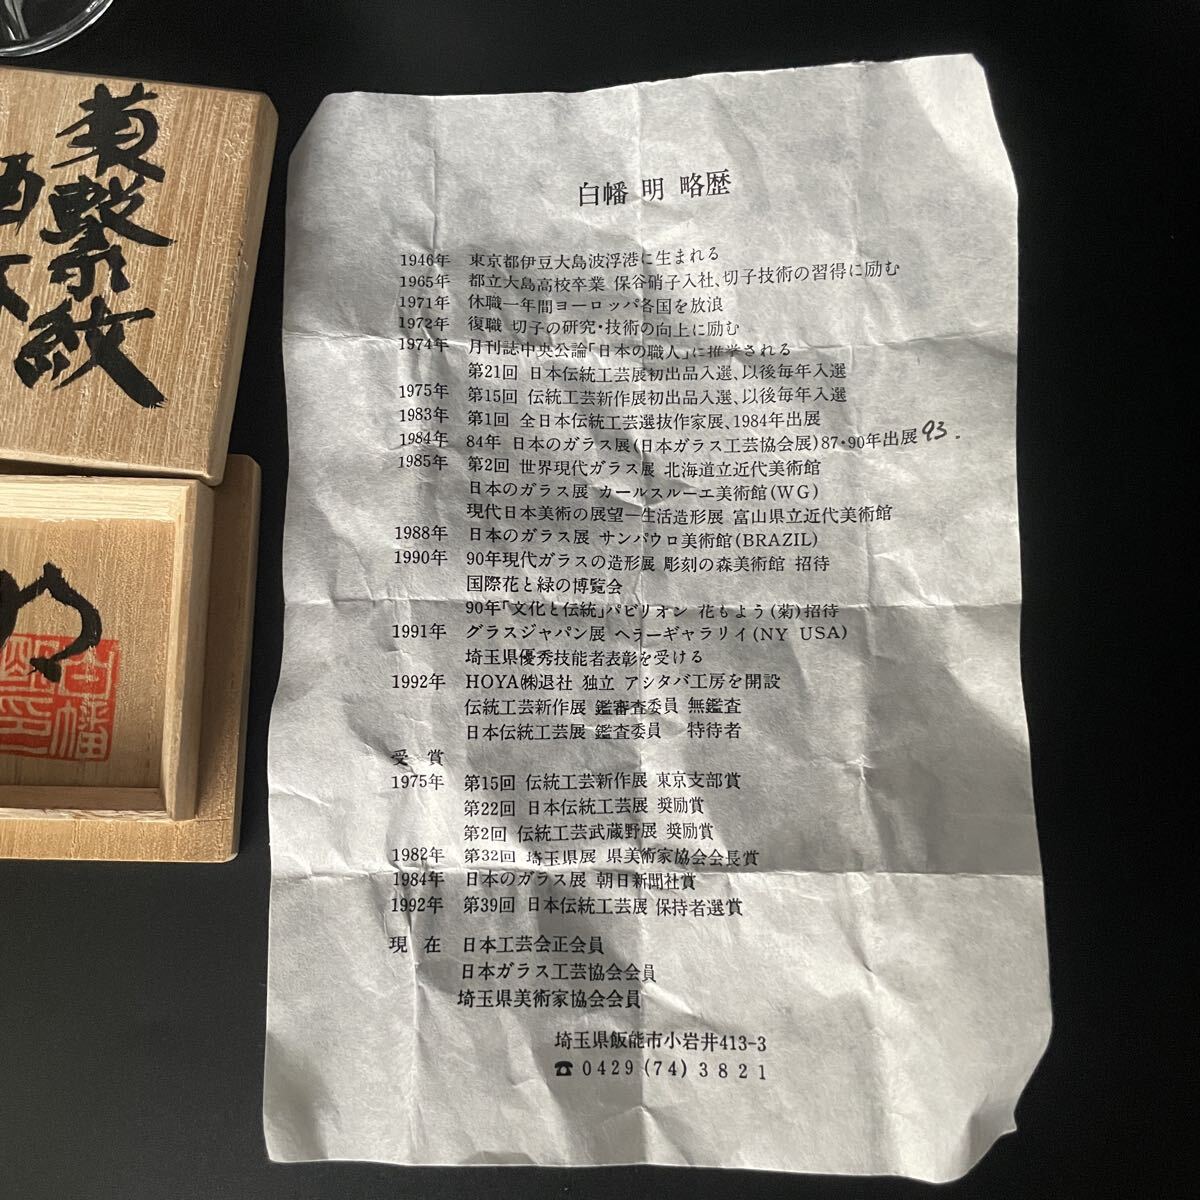 菊繋紋
酒
明
白幡
明印
白幡 明 略歴
1946年 東京都伊豆大島波浮港に生まれる
1965年 都立大島高校卒業 保谷硝子入社、切子技術の習得に励む
1971年 休職一年間ヨーロッパ各国を放浪
1972年 復職 切子の研究・技術の向上に励む
1974年 月刊誌中央公論「日本の職人」に推挙される
第21回 日本伝統工芸展初出品入選、以後毎年入選
1975年 第15回 伝統工芸新作展初出品入選、以後毎年入選
1983年 第1回 全日本伝統工芸選抜作家展、1984年出展
1984年 84年 日本のガラス展(日本ガラス工芸協会展)87・90年出展 93.
1985年 第2回 世界現代ガラス展 北海道立近代美術館
日本のガラス展 カールスルーエ美術館(WG)
現代日本美術の展望―生活造形展 富山県立近代美術館
1988年 日本のガラス展 サンパウロ美術館(BRAZIL)
1990年 90年現代ガラスの造形展 彫刻の森美術館 招待
国際花と緑の博覧会
90年「文化と伝統」パビリオン 花もよう(菊)招待
1991年 グラスジャパン展 ヘラーギャラリイ(NY USA)
埼玉県優秀技能者表彰を受ける
1992年 HOYA㈱退社 独立 アシタバ工房を開設
伝統工芸新作展 鑑審査委員 無鑑査
日本伝統工芸展 鑑査委員 特待者
受 賞
1975年 第15回 伝統工芸新作展 東京支部賞
第22回 日本伝統工芸展 奨励賞
第2回 伝統工芸武蔵野展 奨励賞
1982年 第32回 埼玉県展 県美術家協会会長賞
1984年 日本のガラス展 朝日新聞社賞
1992年 第39回 日本伝統工芸展 保持者選賞
現 在 日本工芸会正会員
日本ガラス工芸協会会員
埼玉県美術家協会会員
埼玉県飯能市小岩井413-3
☎ 0429 (74) 3821